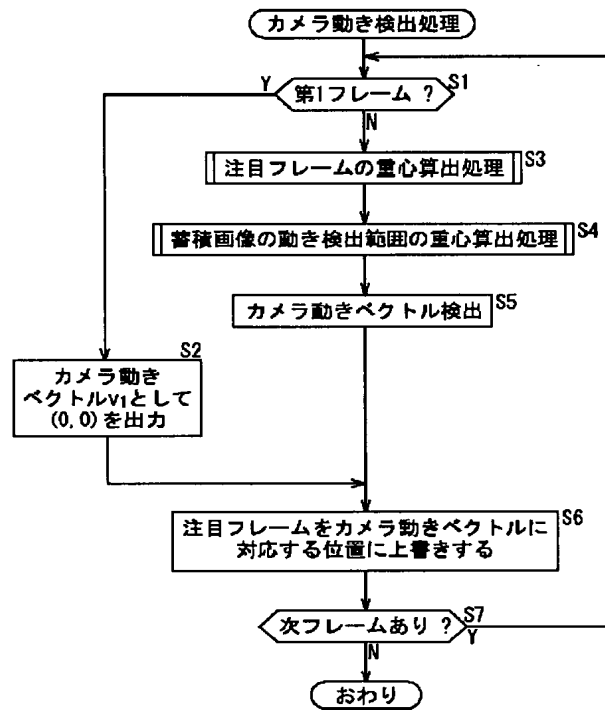 カメラ動き検出処理
第1フレーム ?
S1
Y
N
注目フレームの重心算出処理
S3
蓄積画像の動き検出範囲の重心算出処理
S4
カメラ動きベクトル検出
S5
S2
カメラ動き
ベクトルv1として
(0,0)を出力
注目フレームをカメラ動きベクトルに
対応する位置に上書きする
S6
次フレームあり ?
S7
Y
N
おわり